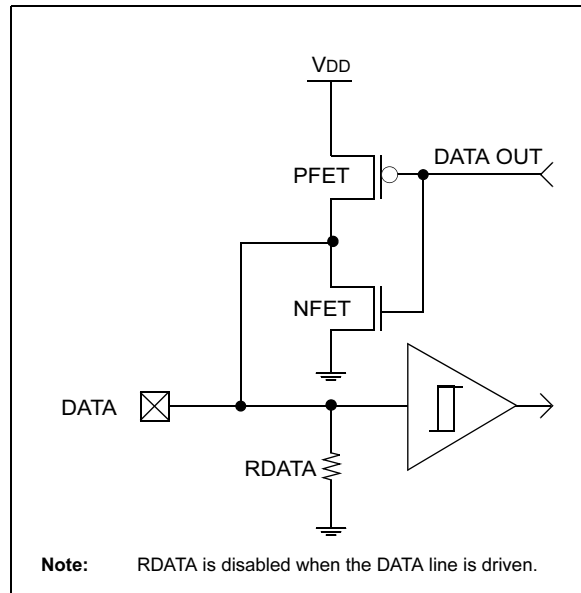 VDD
DATA OUT
PFET
NFET
DATA
RDATA
Note: RDATA is disabled when the DATA line is driven.